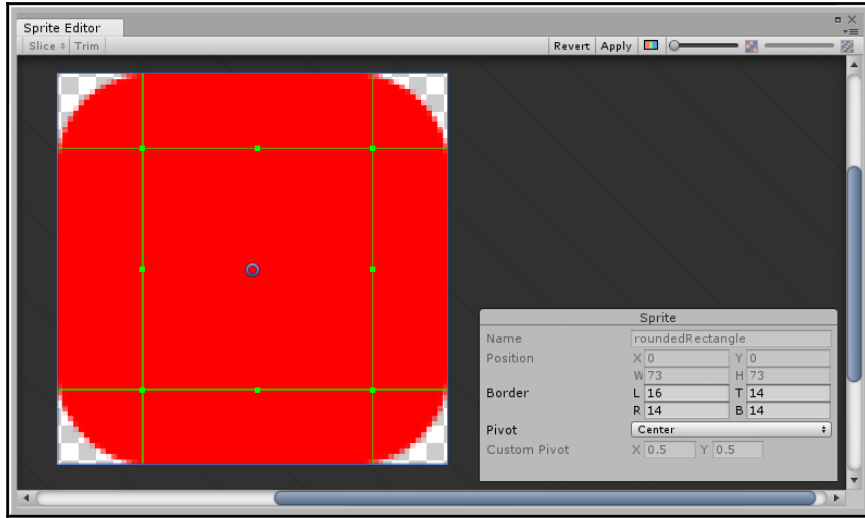 Sprite Editor
Slice Trim Revert Apply
Sprite
Name roundedRectangle
Position X 0 Y 0
W 73 H 73
Border L 16 T 14
R 14 B 14
Pivot Center
Custom Pivot X 0.5 Y 0.5